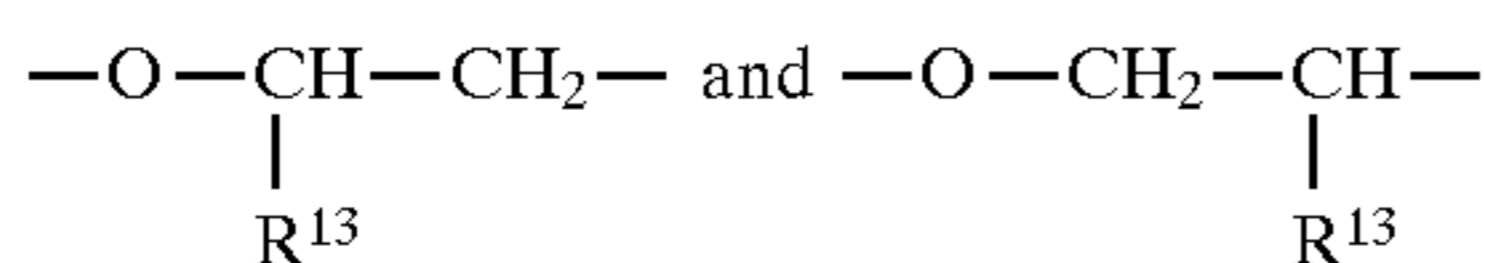 —O—CH—CH₂— and —O—CH₂—CH—
R¹³ R¹³